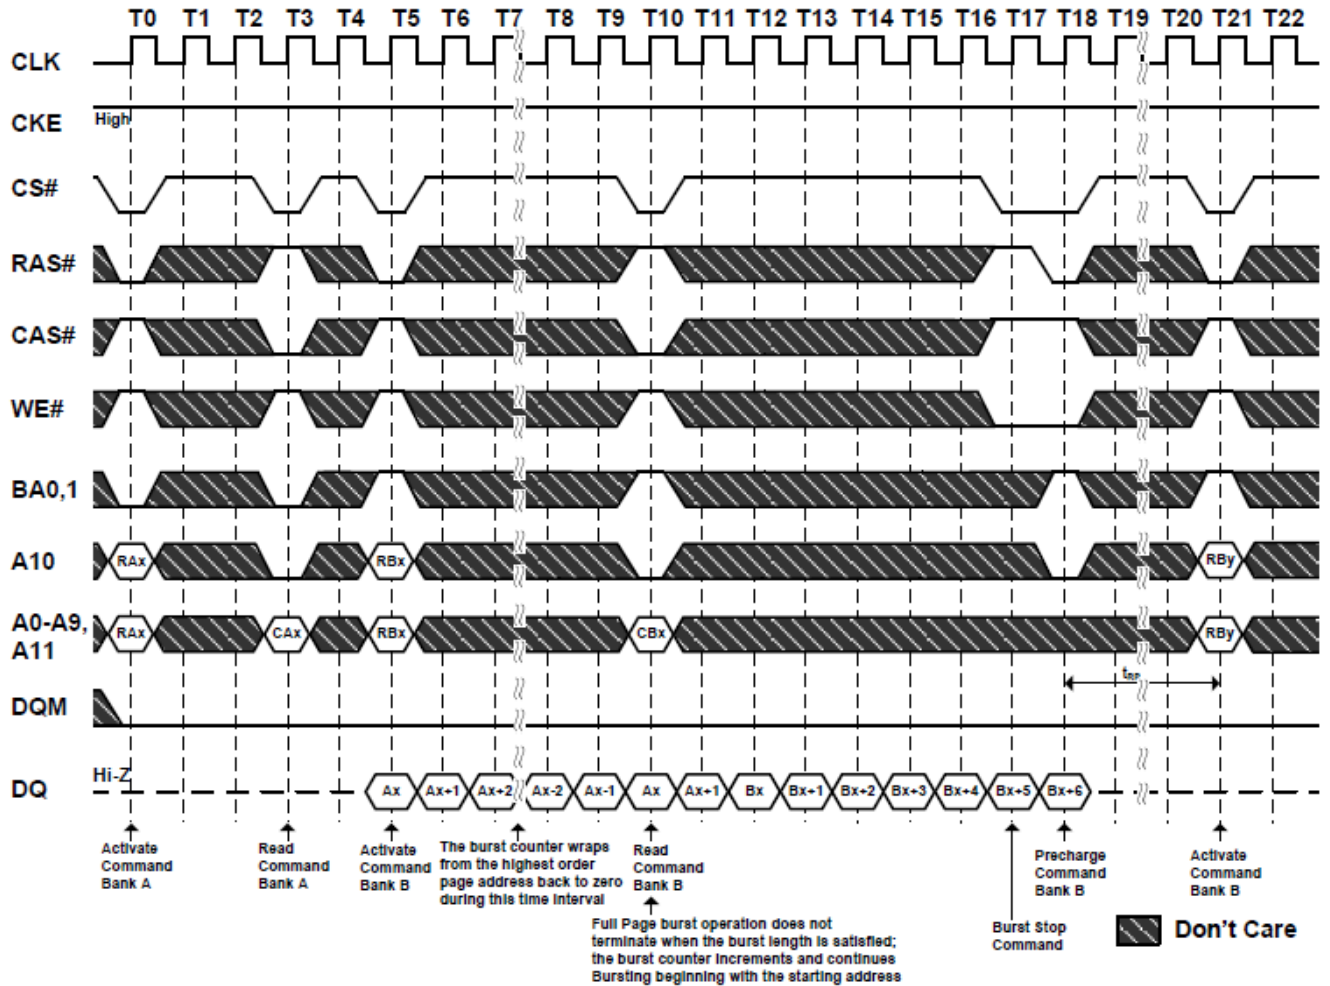 T0 T1 T2 T3 T4 T5 T6 T7 T8 T9 T10 T11 T12 T13 T14 T15 T16 T17 T18 T19 T20 T21 T22
CLK
CKE
High
CS#
RAS#
CAS#
WE#
BA0,1
A10
RAx RBx RBy
A0-A9,
A11
RAx CAx RBx CBx RBy
tRP
DQM
DQ
Hi-Z
Ax Ax+1 Ax+2 Ax-2 Ax-1 Ax Ax+1 Bx Bx+1 Bx+2 Bx+3 Bx+4 Bx+5 Bx+6
Activate
Command
Bank A
Read
Command
Bank A
Activate
Command
Bank B
The burst counter wraps
from the highest order
page address back to zero
during this time interval
Read
Command
Bank B
Full Page burst operation does not
terminate when the burst length is satisfied;
the burst counter increments and continues
Bursting beginning with the starting address
Burst Stop
Command
Precharge
Command
Bank B
Activate
Command
Bank B
Don't Care